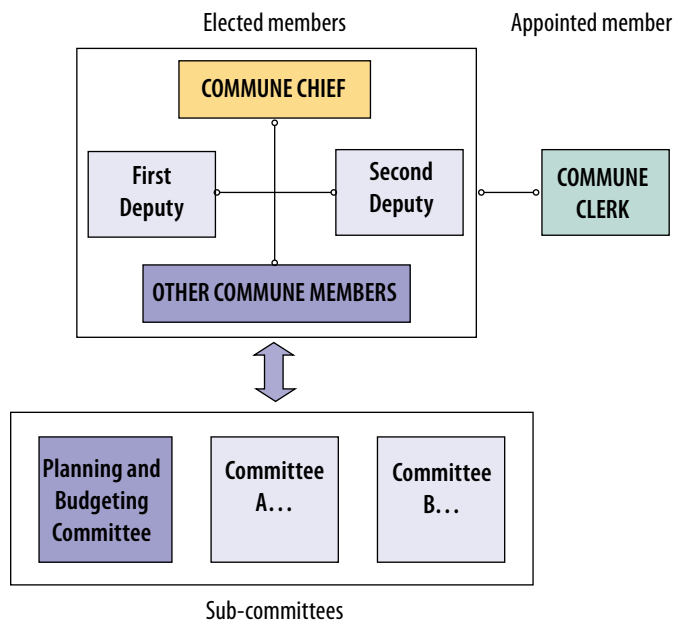 Elected members
Appointed member
COMMUNE CHIEF
First
Deputy
Second
Deputy
COMMUNE
CLERK
OTHER COMMUNE MEMBERS
Planning and
Budgeting
Committee
Committee
A…
Committee
B…
Sub-committees